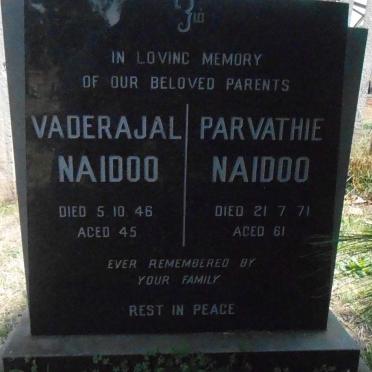 IN LOVING MEMORY
OF OUR BELOVED PARENTS
VADERAJAL
NAIDOO
DIED 5 10 46
AGED 45
PARVATHIE
NAIDOO
DIED 21 7 71
AGED 61
EVER REMEMBERED BY
YOUR FAMILY
REST IN PEACE